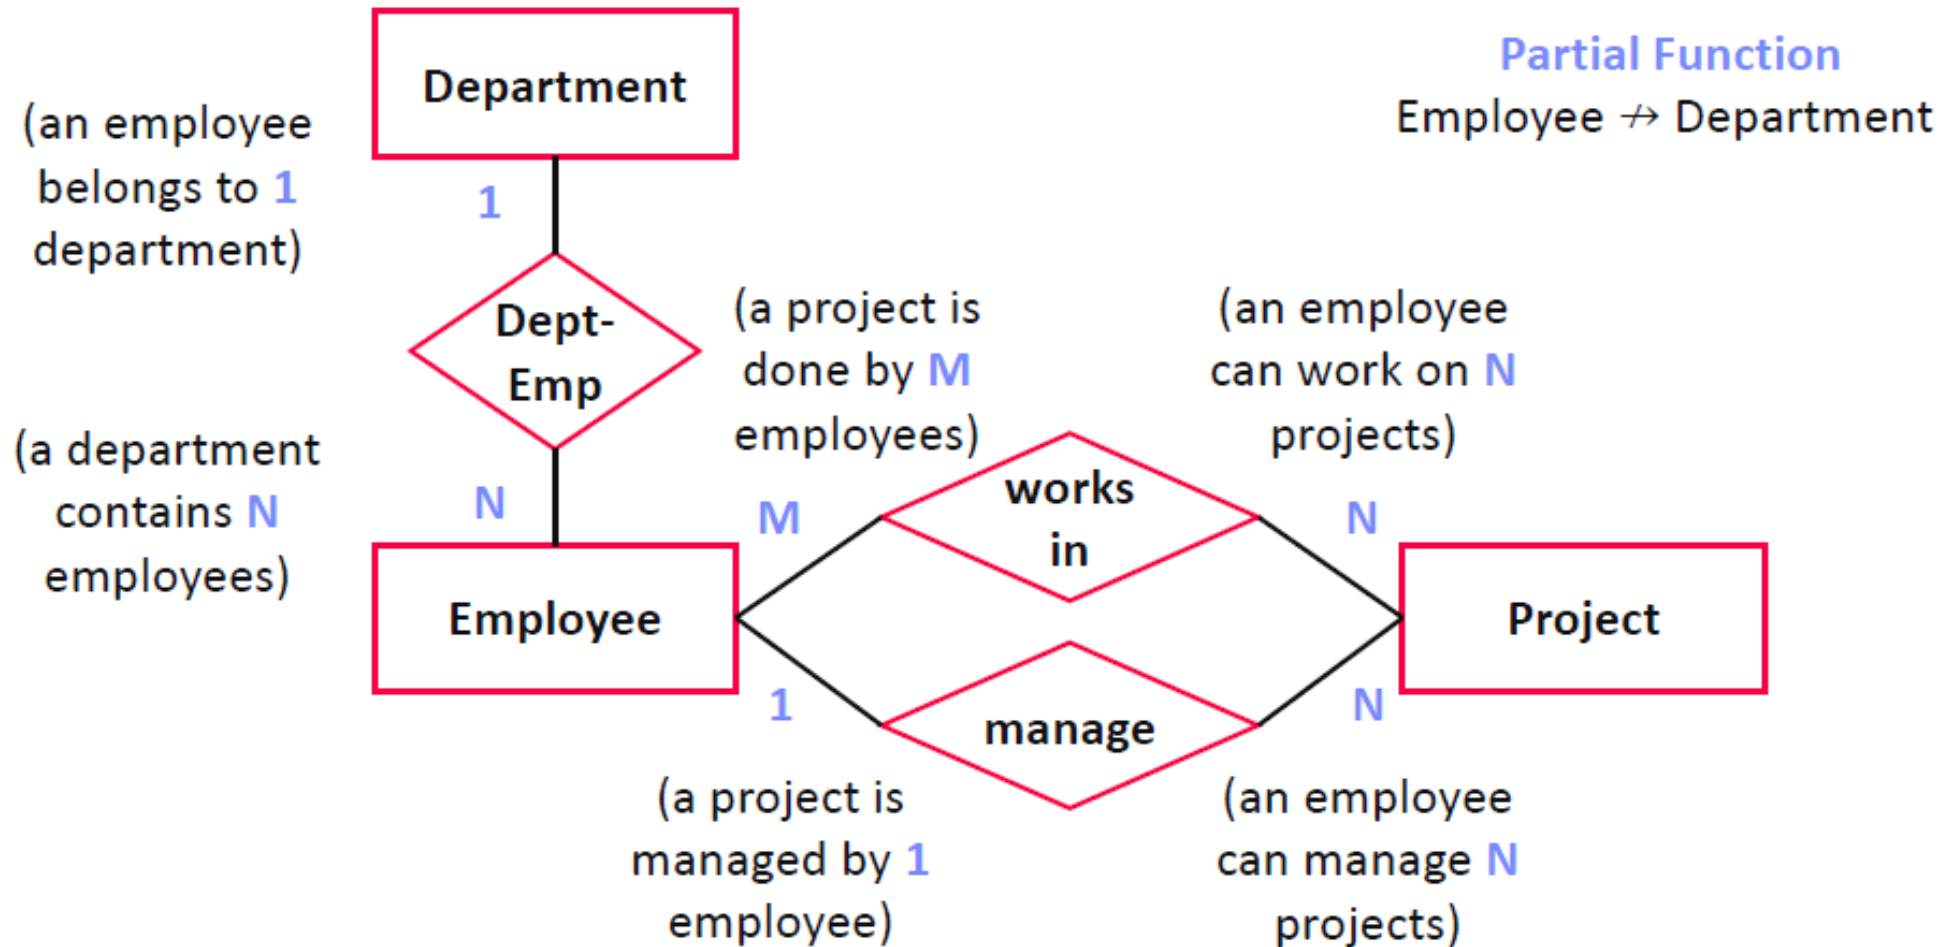 Department
Partial Function
Employee ↛ Department
(an employee
belongs to 1
department)
1
Dept-
Emp
(a project is
done by M
employees)
(an employee
can work on N
projects)
(a department
contains N
employees)
N
M
works
in
N
Employee
Project
1
manage
N
(a project is
managed by 1
employee)
(an employee
can manage N
projects)